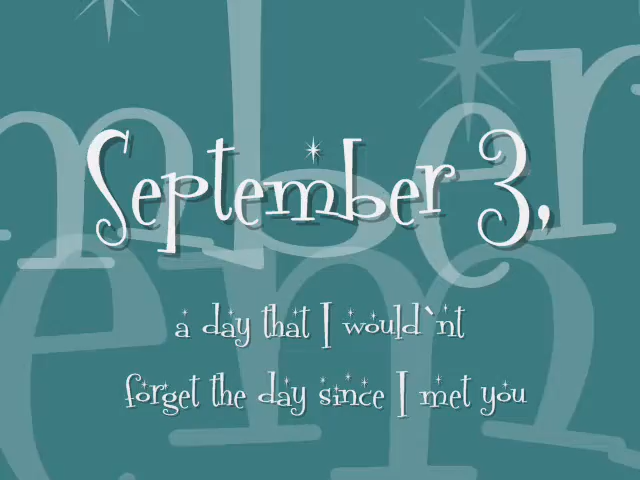 September 3,
a day that I would`nt
forget the day since I met you